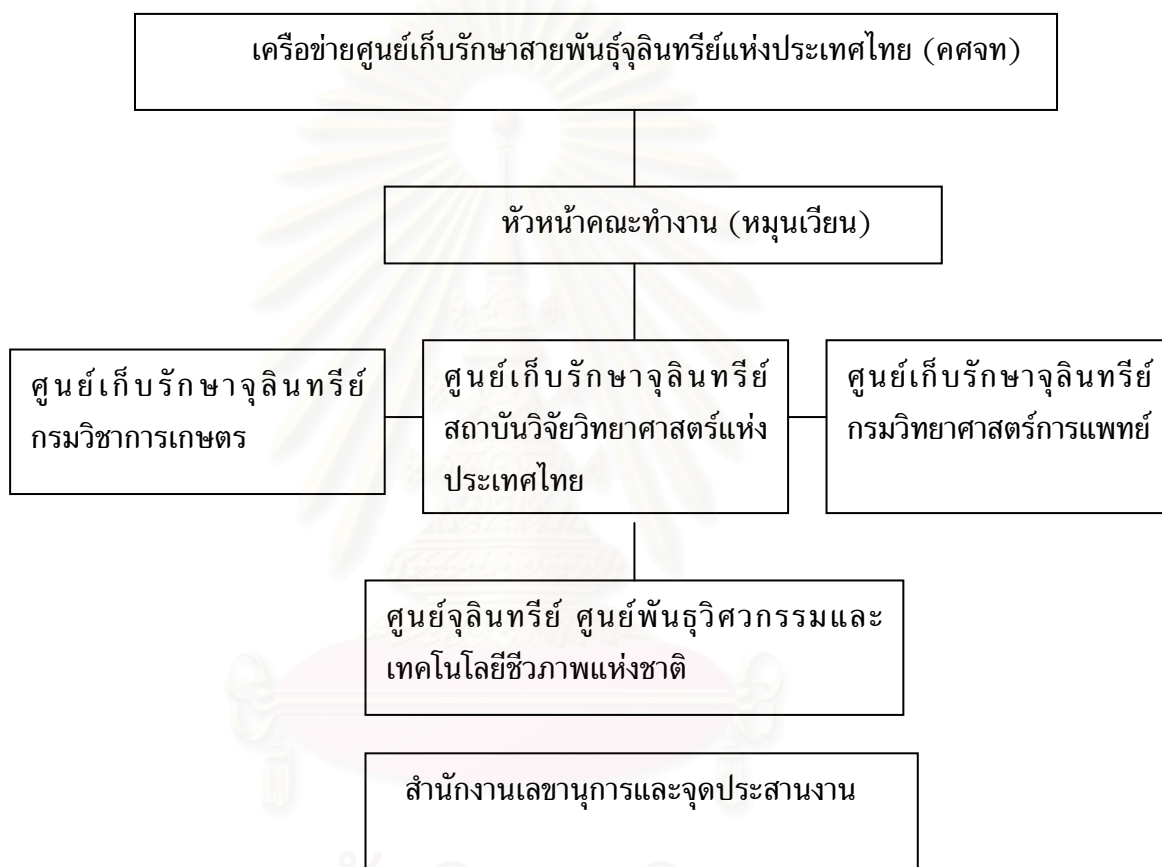 เครือข่ายศูนย์เก็บรักษาสายพันธุ์จุลินทรีย์แห่งประเทศไทย (คศจท)
หัวหน้าคณะทำงาน (หมุนเวียน)
ศูนย์เก็บรักษาจุลินทรีย์
กรมวิชาการเกษตร
ศูนย์เก็บรักษาจุลินทรีย์
สถาบันวิจัยวิทยาศาสตร์แห่ง
ประเทศไทย
ศูนย์เก็บรักษาจุลินทรีย์
กรมวิทยาศาสตร์การแพทย์
ศูนย์จุลินทรีย์ ศูนย์พันธุวิศวกรรมและ
เทคโนโลยีชีวภาพแห่งชาติ
สำนักงานเลขานุการและจุดประสานงาน